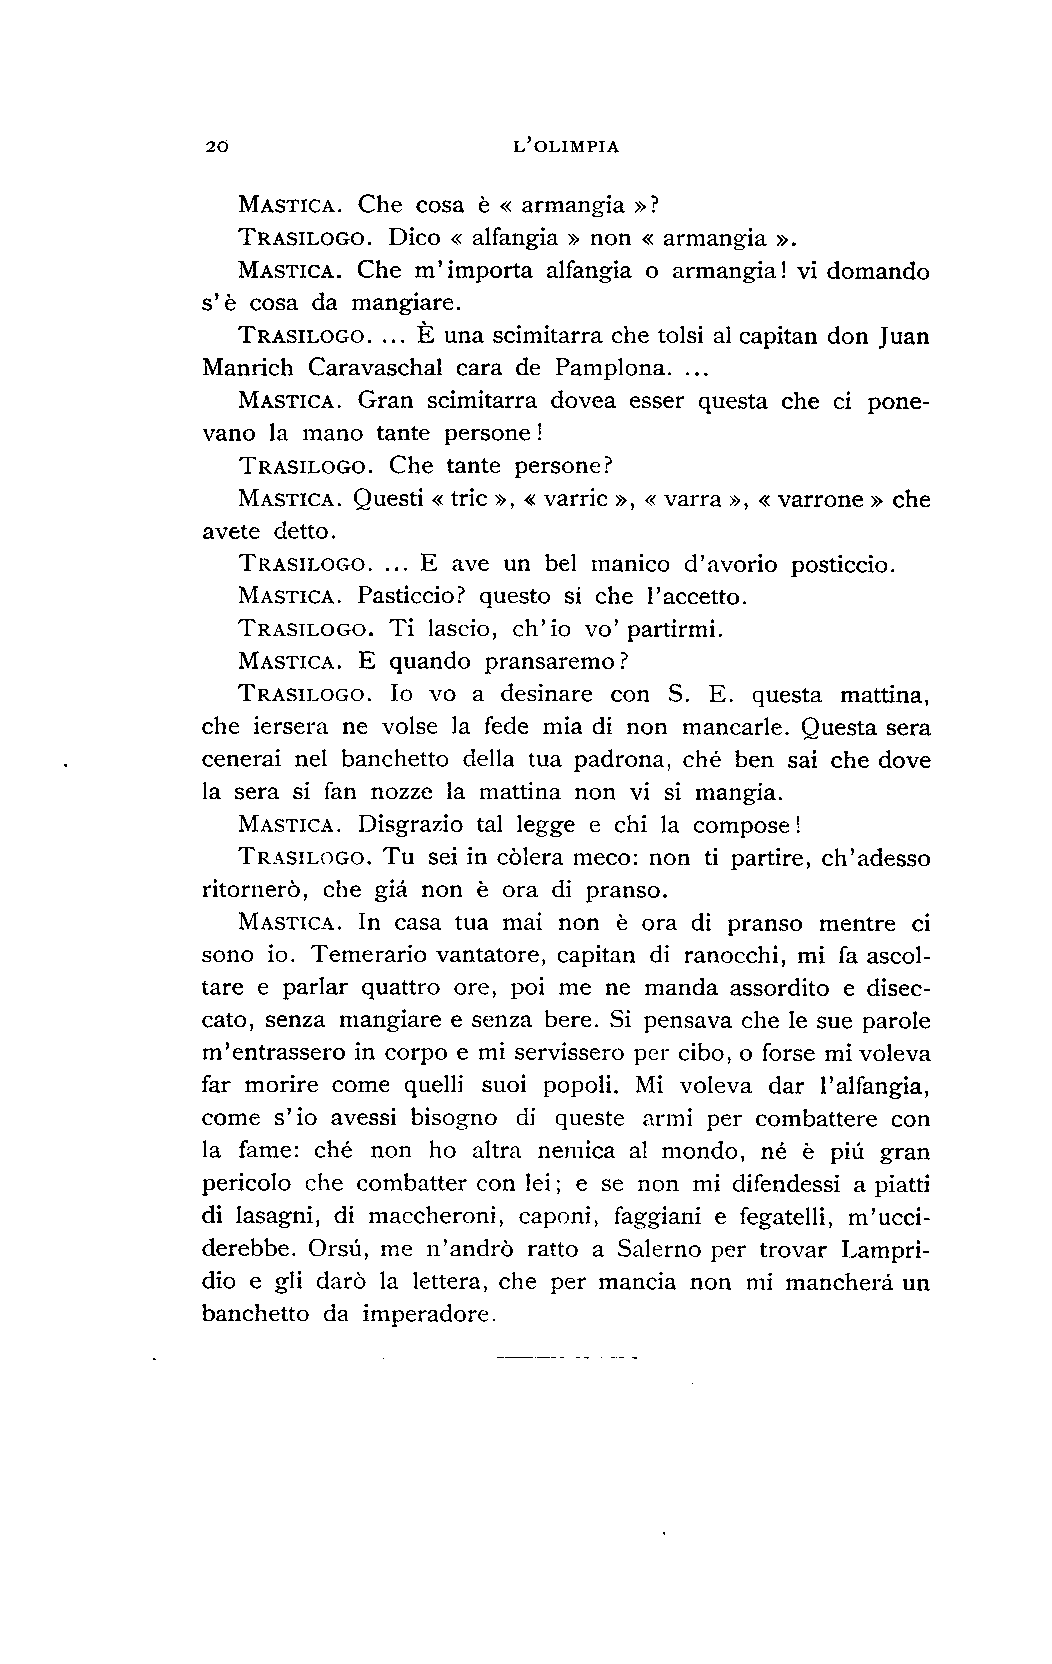 20 L'OLIMPIA
MASTICA. Che cosa è « armangia »?
TRASILOGO. Dico « alfangia » non « armangia ».
MASTICA. Che m'importa alfangia o armangia! vi domando
s'è cosa da mangiare.
TRASILOGO. ... È una scimitarra che tolsi al capitan don Juan
Manrich Caravaschal cara de Pamplona. ...
MASTICA. Gran scimitarra dovea esser questa che ci pone-
vano la mano tante persone!
TRASILOGO. Che tante persone?
MASTICA. Questi « tric », « varric », « varra », « varrone » che
avete detto.
TRASILOGO. ... E ave un bel manico d'avorio posticcio.
MASTICA. Pasticcio? questo si che l'accetto.
TRASILOGO. Ti lascio, ch'io vo' partirmi.
MASTICA. E quando pransaremo?
TRASILOGO. Io vo a desinare con S. E. questa mattina,
che iersera ne volse la fede mia di non mancarle. Questa sera
cenerai nel banchetto della tua padrona, ché ben sai che dove
la sera si fan nozze la mattina non vi si mangia.
MASTICA. Disgrazio tal legge e chi la compose!
TRASILOGO. Tu sei in còlera meco: non ti partire, ch'adesso
ritornerò, che giá non è ora di pranso.
MASTICA. In casa tua mai non è ora di pranso mentre ci
sono io. Temerario vantatore, capitan di ranocchi, mi fa ascol-
tare e parlar quattro ore, poi me ne manda assordito e disec-
cato, senza mangiare e senza bere. Si pensava che le sue parole
m'entrassero in corpo e mi servissero per cibo, o forse mi voleva
far morire come quelli suoi popoli. Mi voleva dar l'alfangia,
come s'io avessi bisogno di queste armi per combattere con
la fame: ché non ho altra nemica al mondo, né è piú gran
pericolo che combatter con lei; e se non mi difendessi a piatti
di lasagni, di maccheroni, caponi, faggiani e fegatelli, m'ucci-
derebbe. Orsú, me n'andrò ratto a Salerno per trovar Lampri-
dio e gli darò la lettera, che per mancia non mi mancherá un
banchetto da imperadore.